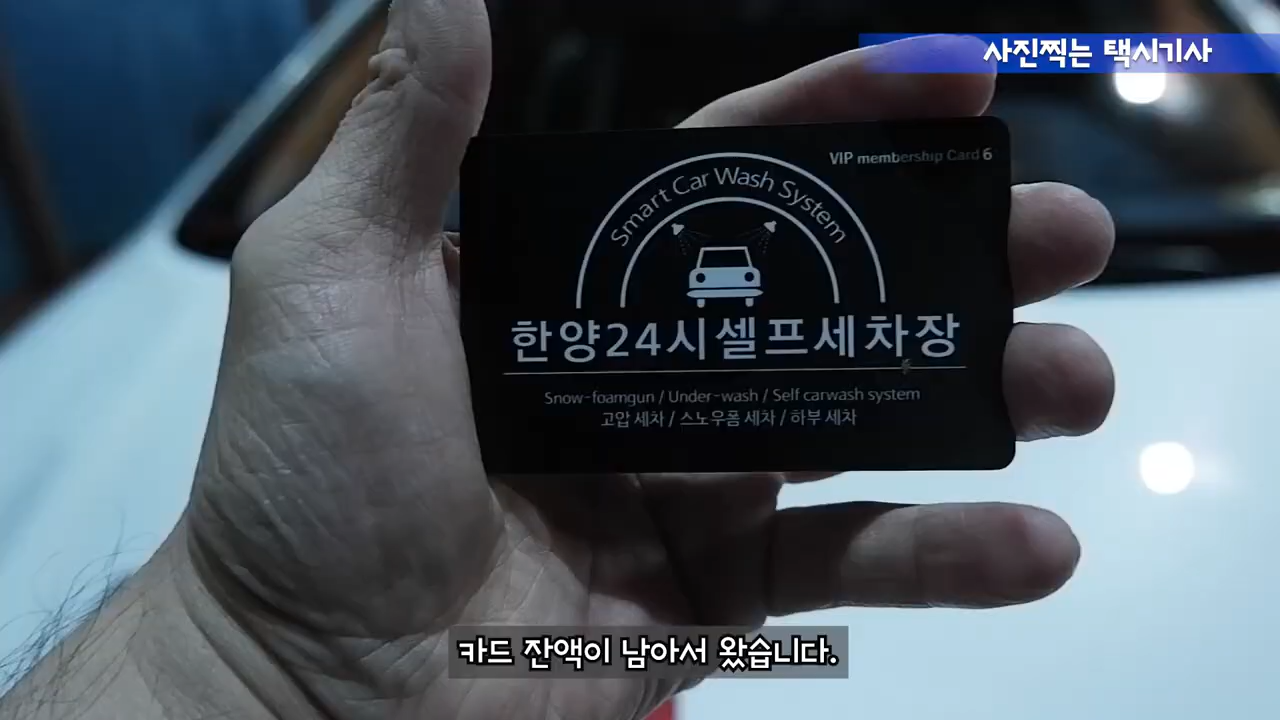 사진찍는 택시기사
VIP membership Card 6
Smart Car Wash System
한양24시셀프세차장
Snow-foamgun / Under-wash / Self carwash system
고압 세차 / 스노우폼 세차 / 하부 세차
카드 잔액이 남아서 왔습니다.